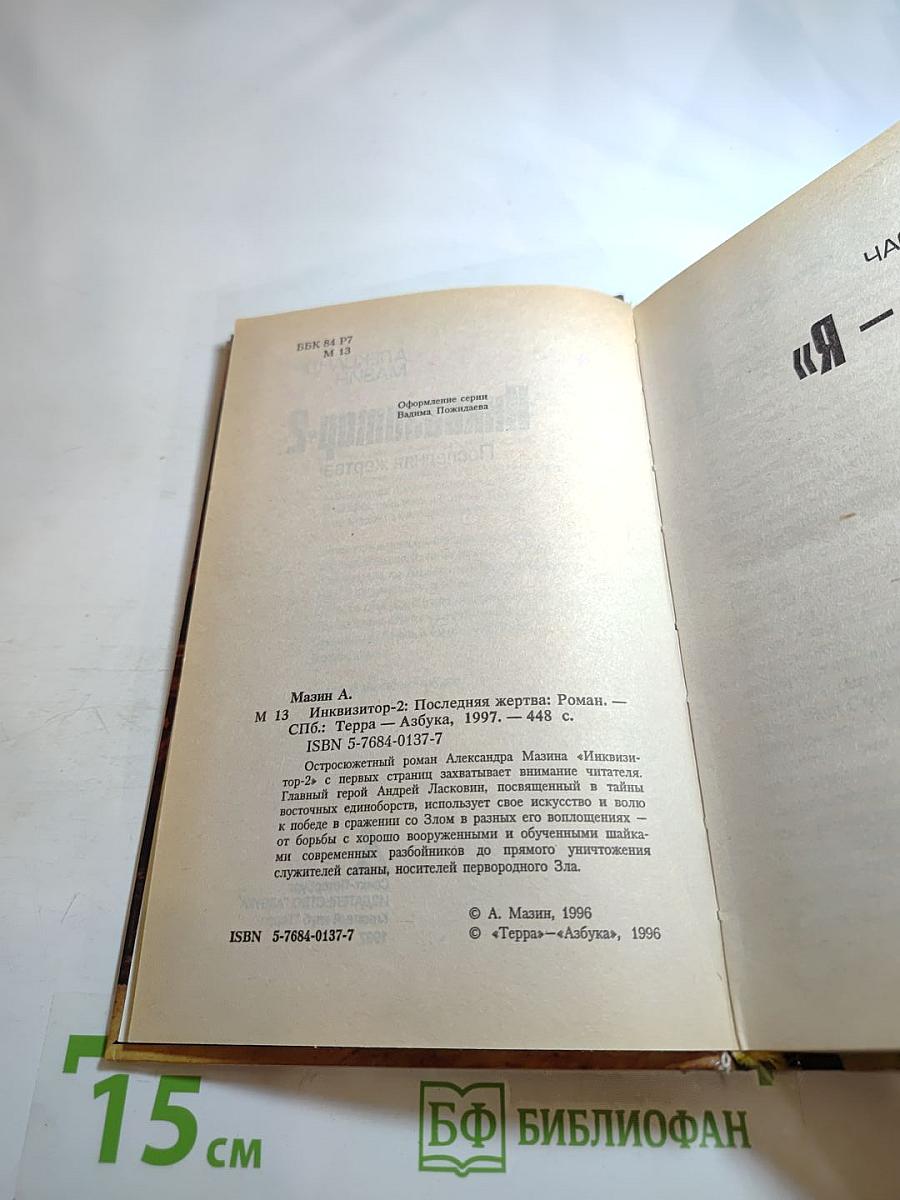 ББК 84 Р7
М 13
Оформление серии
Вадима Пожидаева
Мазин А.
М 13 Инквизитор-2: Последняя жертва: Роман. —
СПб.: Терра — Азбука, 1997. — 448 с.
ISBN 5-7684-0137-7
Остросюжетный роман Александра Мазина «Инквизи-
тор-2» с первых страниц захватывает внимание читателя.
Главный герой Андрей Ласковин, посвященный в тайны
восточных единоборств, использует свое искусство и волю
к победе в сражении со Злом в разных его воплощениях —
от борьбы с хорошо вооруженными и обученными шайка-
ми современных разбойников до прямого уничтожения
служителей сатаны, носителей первородного Зла.
© А. Мазин, 1996
ISBN 5-7684-0137-7 © «Терра»—«Азбука», 1996
ЧАС
«Я —
15 см
БФ БИБЛИОФАН